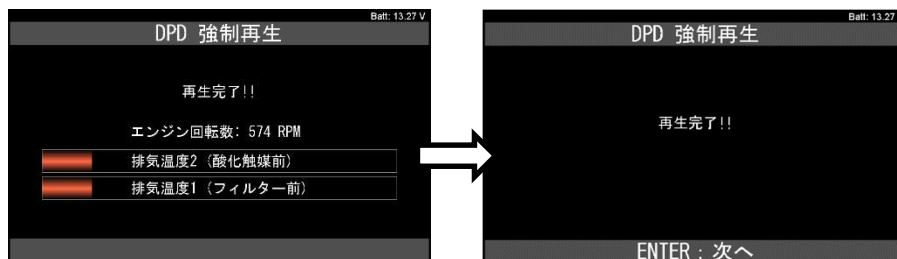 Batt: 13.27 V
DPD 強制再生
再生完了!!
エンジン回転数: 574 RPM
排気温度2 (酸化触媒前)
排気温度1 (フィルター前)
Batt: 13.27
DPD 強制再生
再生完了!!
ENTER : 次へ